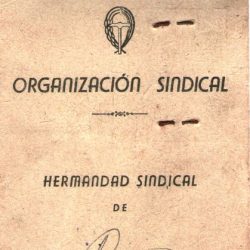 ORGANIZACIÓN SINDICAL
HERMANDAD SINDICAL
DE